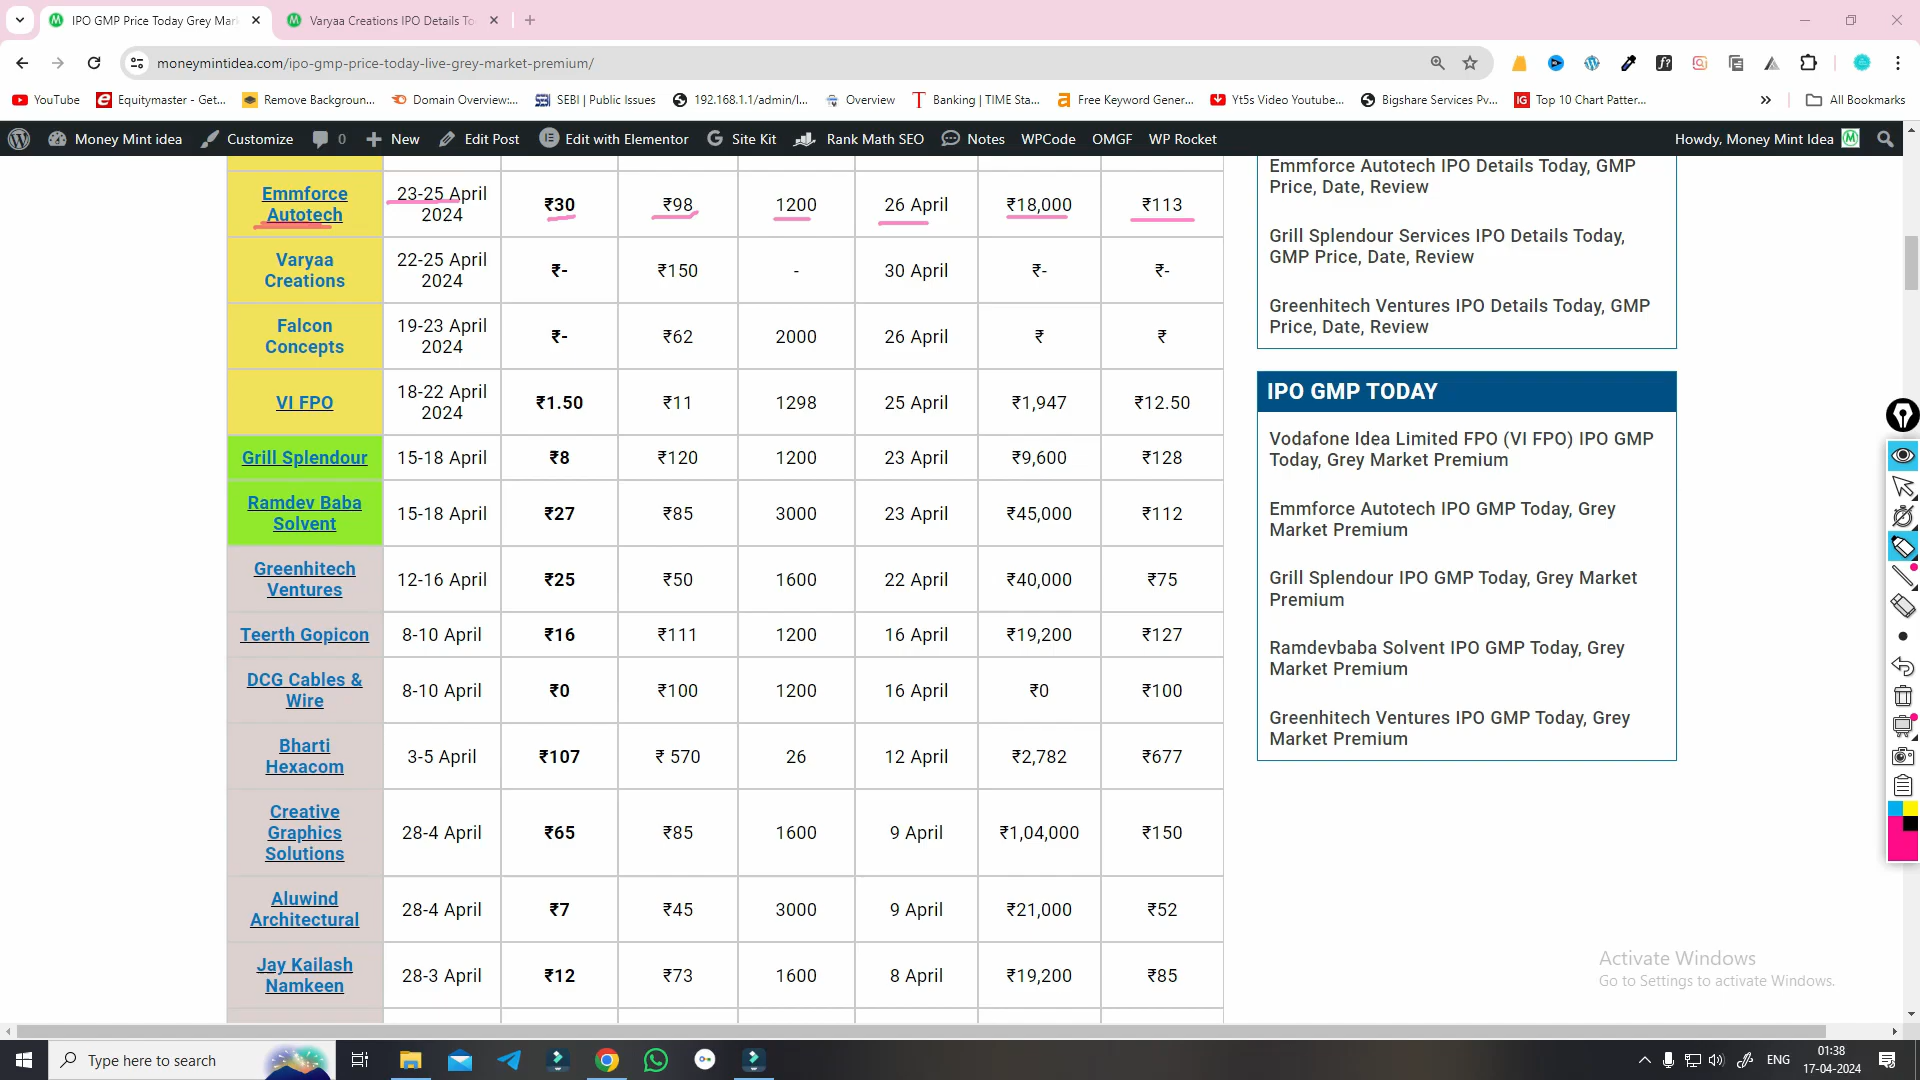 IPO GMP Price Today Grey Mar
Varyaa Creations IPO Details To
moneymintidea.com/ipo-gmp-price-today-live-grey-market-premium/
YouTube
Equitymaster - Get...
Remove Backgroun...
Domain Overview:...
SEBI | Public Issues
192.168.1.1/admin/l...
Overview
Banking | TIME Sta...
Free Keyword Gener...
Yt5s Video Youtube...
Bigshare Services Pv...
IG Top 10 Chart Patter...
» All Bookmarks
Money Mint idea
Customize
0
New
Edit Post
Edit with Elementor
Site Kit
Rank Math SEO
Notes
WPCode
OMGF
WP Rocket
Howdy, Money Mint Idea
Emmforce Autotech 23-25 April 2024 ₹30 ₹98 1200 26 April ₹18,000 ₹113
Varyaa Creations 22-25 April 2024 ₹- ₹150 - 30 April ₹- ₹-
Falcon Concepts 19-23 April 2024 ₹- ₹62 2000 26 April ₹ ₹
VI FPO 18-22 April 2024 ₹1.50 ₹11 1298 25 April ₹1,947 ₹12.50
Grill Splendour 15-18 April ₹8 ₹120 1200 23 April ₹9,600 ₹128
Ramdev Baba Solvent 15-18 April ₹27 ₹85 3000 23 April ₹45,000 ₹112
Greenhitech Ventures 12-16 April ₹25 ₹50 1600 22 April ₹40,000 ₹75
Teerth Gopicon 8-10 April ₹16 ₹111 1200 16 April ₹19,200 ₹127
DCG Cables & Wire 8-10 April ₹0 ₹100 1200 16 April ₹0 ₹100
Bharti Hexacom 3-5 April ₹107 ₹ 570 26 12 April ₹2,782 ₹677
Creative Graphics Solutions 28-4 April ₹65 ₹85 1600 9 April ₹1,04,000 ₹150
Aluwind Architectural 28-4 April ₹7 ₹45 3000 9 April ₹21,000 ₹52
Jay Kailash Namkeen 28-3 April ₹12 ₹73 1600 8 April ₹19,200 ₹85
Emmforce Autotech IPO Details Today, GMP
Price, Date, Review
Grill Splendour Services IPO Details Today,
GMP Price, Date, Review
Greenhitech Ventures IPO Details Today, GMP
Price, Date, Review
IPO GMP TODAY
Vodafone Idea Limited FPO (VI FPO) IPO GMP
Today, Grey Market Premium
Emmforce Autotech IPO GMP Today, Grey
Market Premium
Grill Splendour IPO GMP Today, Grey Market
Premium
Ramdevbaba Solvent IPO GMP Today, Grey
Market Premium
Greenhitech Ventures IPO GMP Today, Grey
Market Premium
Activate Windows
Go to Settings to activate Windows.
Type here to search
ENG
01:38
17-04-2024